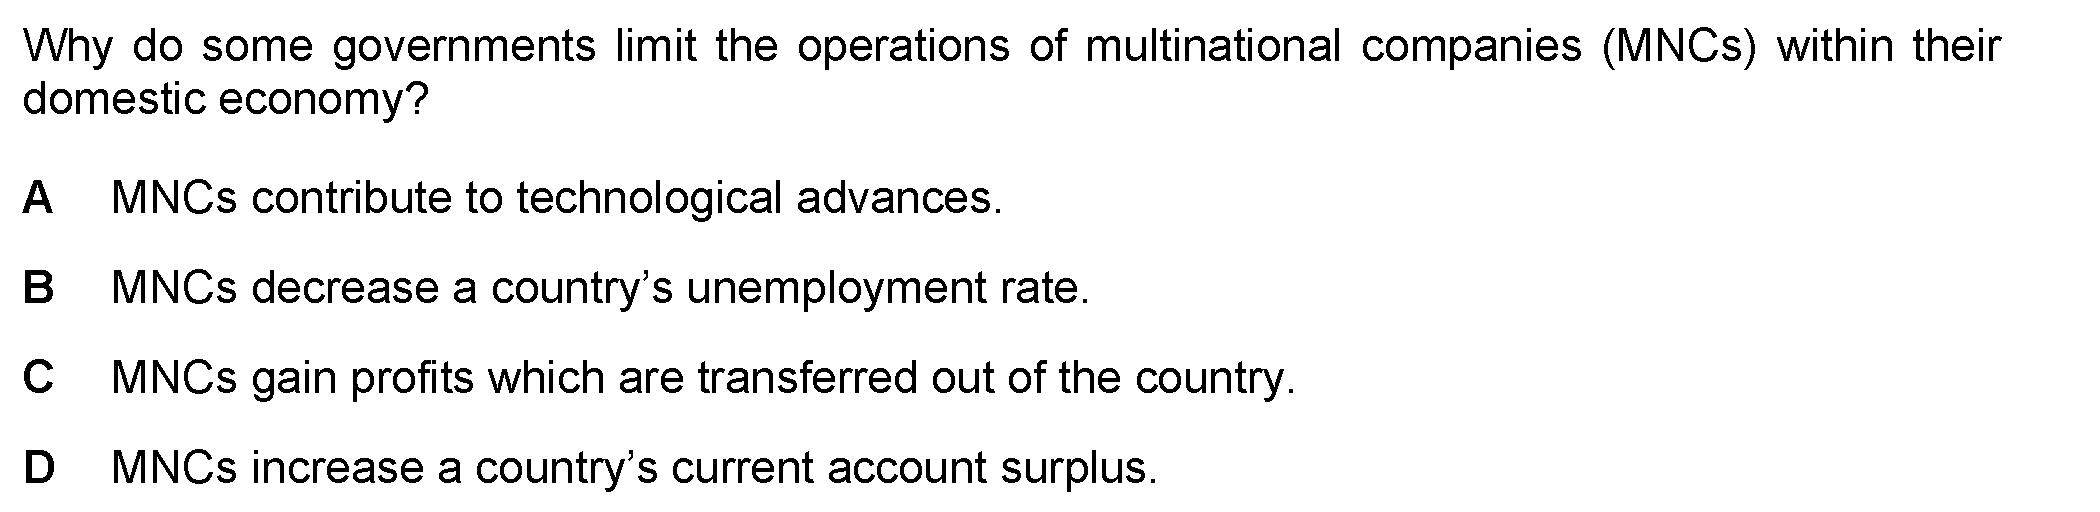 Why do some governments limit the operations of multinational companies (MNCs) within their
domestic economy?
A MNCs contribute to technological advances.
B MNCs decrease a country’s unemployment rate.
C MNCs gain profits which are transferred out of the country.
D MNCs increase a country’s current account surplus.